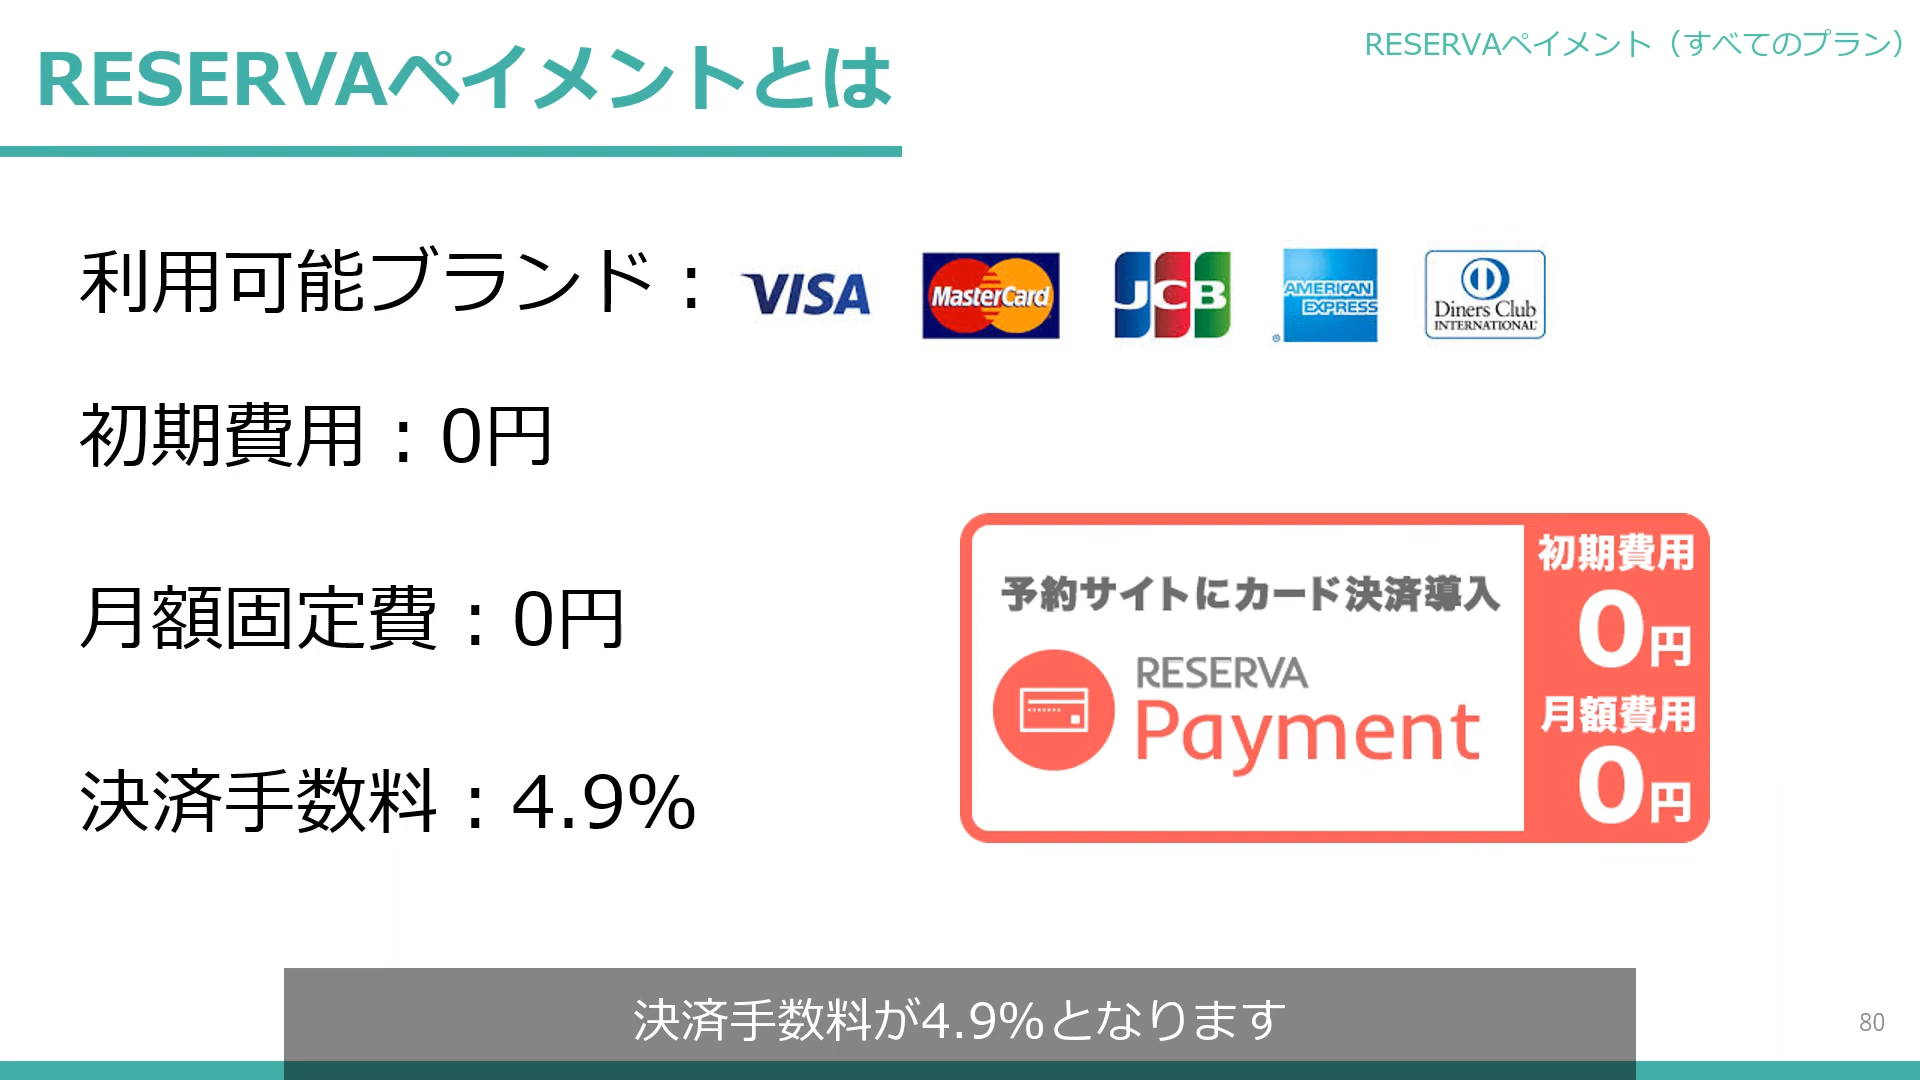 RESERVAペイメントとは
RESERVAペイメント（すべてのプラン）
利用可能ブランド：
VISA
MasterCard
JCB
AMERICAN
EXPRESS
®
Diners Club
INTERNATIONAL®
初期費用：0円
月額固定費：0円
決済手数料：4.9%
予約サイトにカード決済導入
RESERVA
Payment
初期費用
0円
月額費用
0円
決済手数料が4.9%となります
80